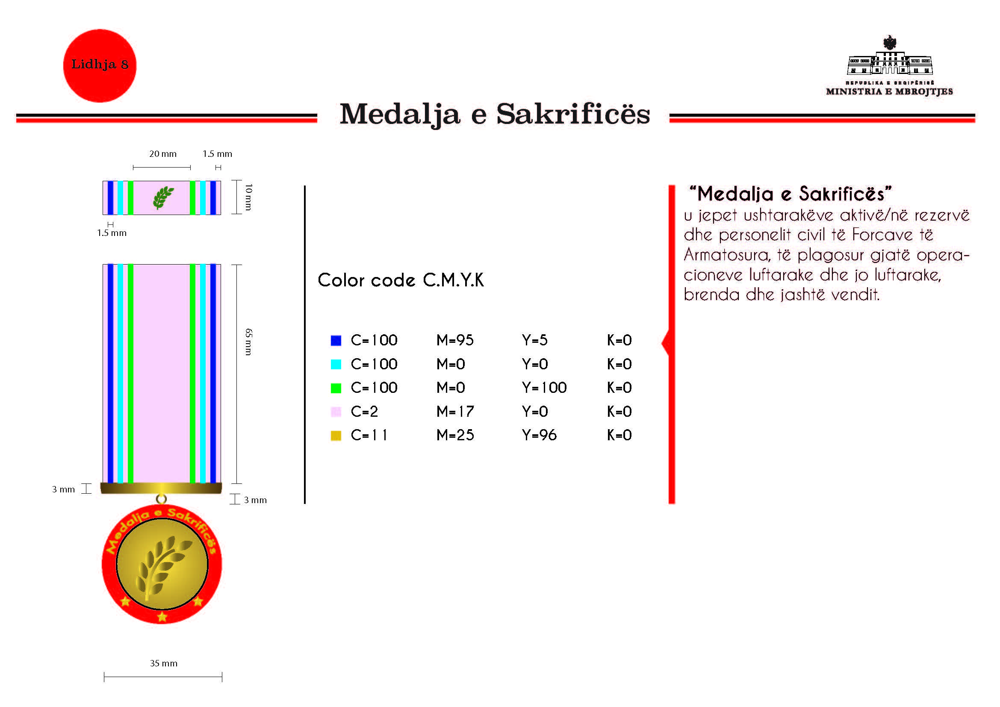 Lidhja 8
REPUBLIKA E SHQIPËRISË
MINISTRIA E MBROJTJES
Medalja e Sakrificës
20 mm
1.5 mm
10 mm
1.5 mm
65 mm
3 mm
3 mm
Medalja e Sakrificës
35 mm
Color code C.M.Y.K
C=100 M=95 Y=5 K=0
C=100 M=0 Y=0 K=0
C=100 M=0 Y=100 K=0
C=2 M=17 Y=0 K=0
C=11 M=25 Y=96 K=0
“Medalja e Sakrificës”
u jepet ushtarakëve aktivë/në rezervë
dhe personelit civil të Forcave të
Armatosura, të plagosur gjatë opera-
cioneve luftarake dhe jo luftarake,
brenda dhe jashtë vendit.